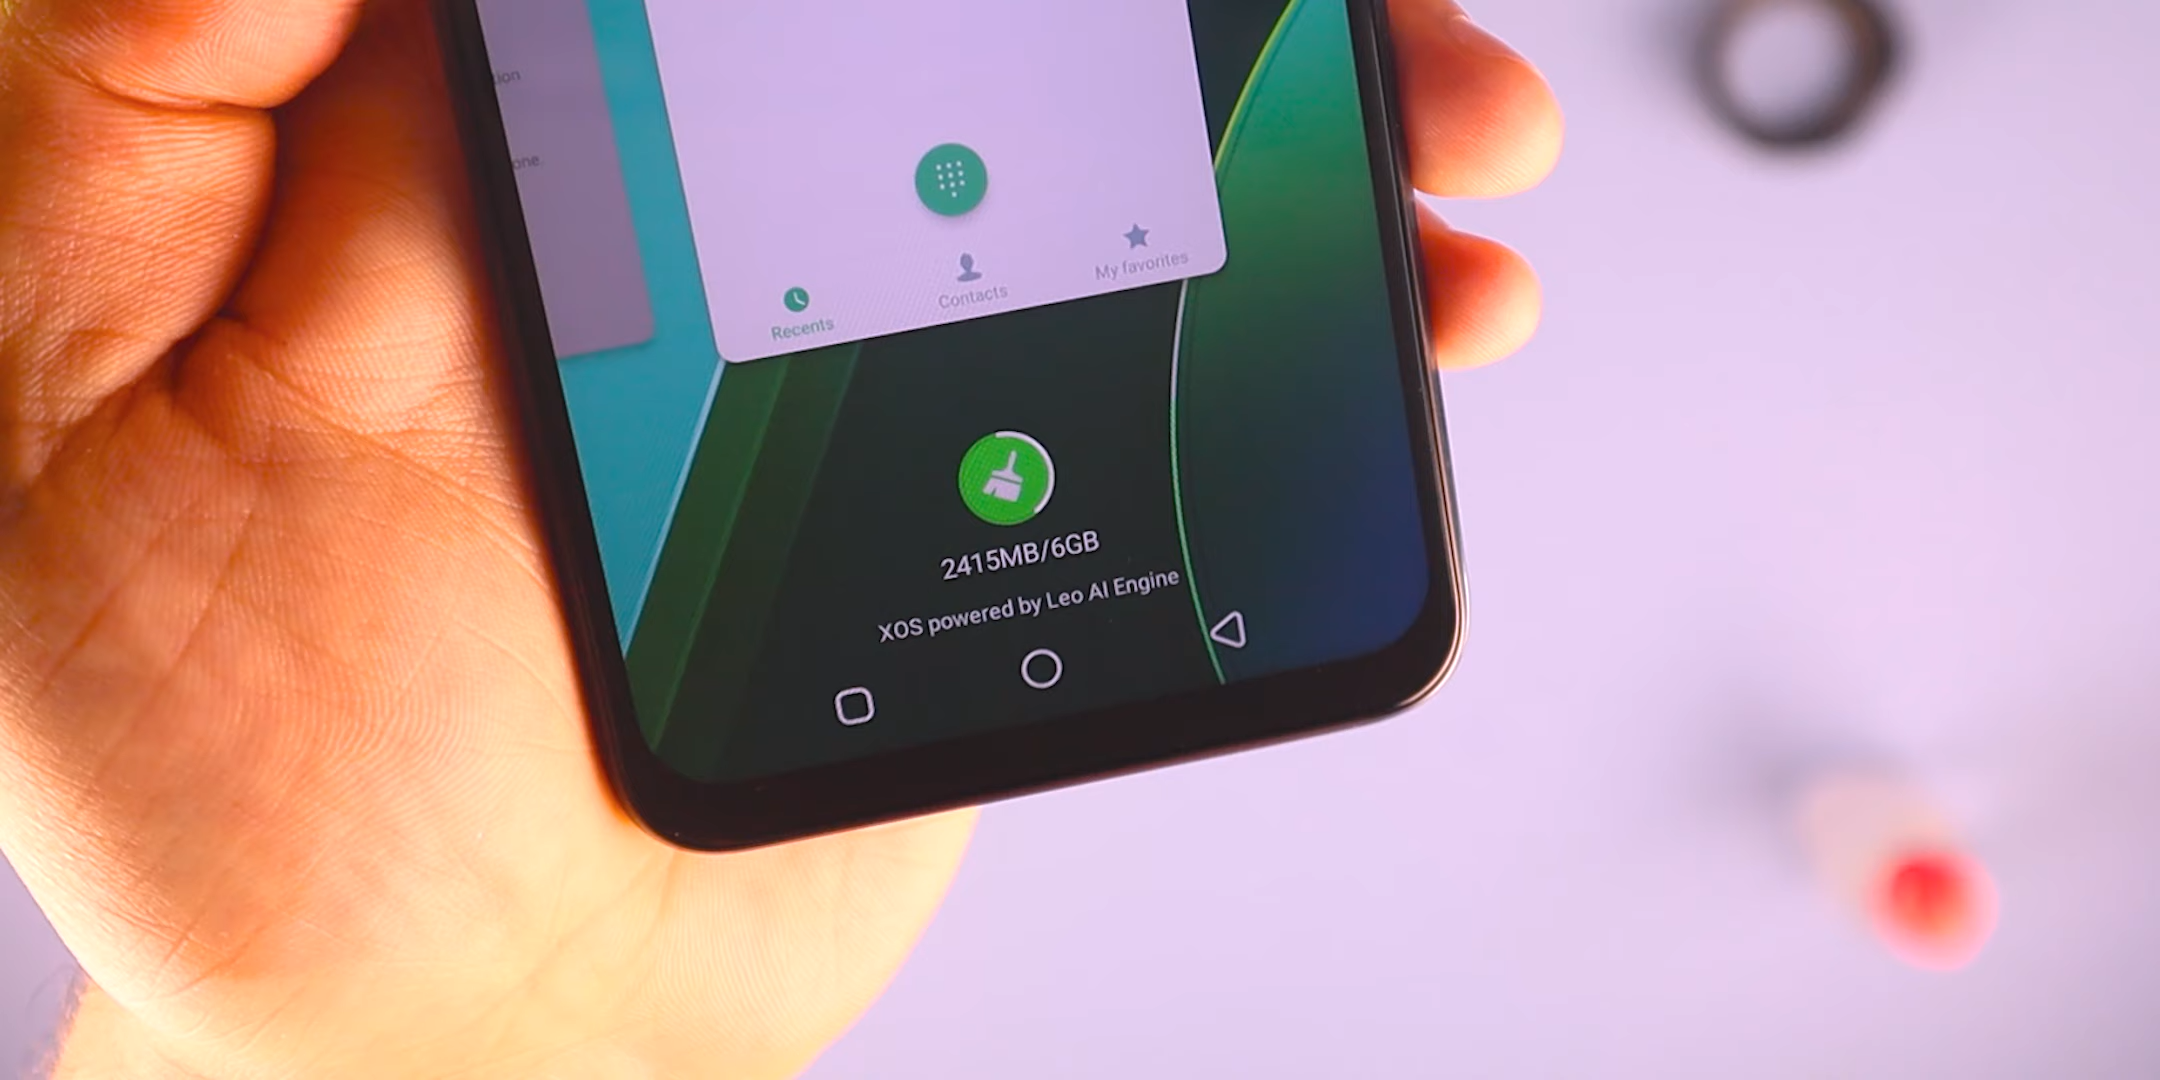 Recents
Contacts
My favorites
2415MB/6GB
XOS powered by Leo AI Engine